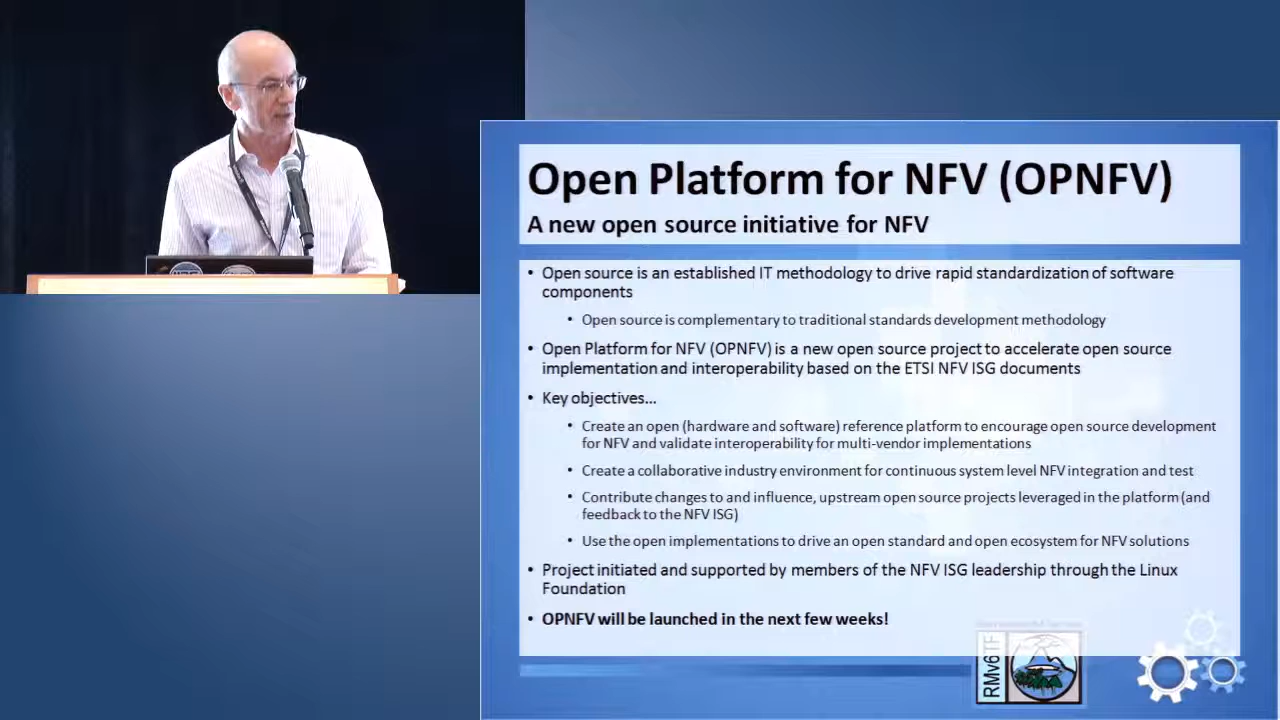 Open Platform for NFV (OPNFV)
A new open source initiative for NFV
• Open source is an established IT methodology to drive rapid standardization of software
components
• Open source is complementary to traditional standards development methodology
• Open Platform for NFV (OPNFV) is a new open source project to accelerate open source
implementation and interoperability based on the ETSI NFV ISG documents
• Key objectives...
• Create an open (hardware and software) reference platform to encourage open source development
for NFV and validate interoperability for multi-vendor implementations
• Create a collaborative industry environment for continuous system level NFV integration and test
• Contribute changes to and influence, upstream open source projects leveraged in the platform (and
feedback to the NFV ISG)
• Use the open implementations to drive an open standard and open ecosystem for NFV solutions
• Project initiated and supported by members of the NFV ISG leadership through the Linux
Foundation
• OPNFV will be launched in the next few weeks!
RMv6TF